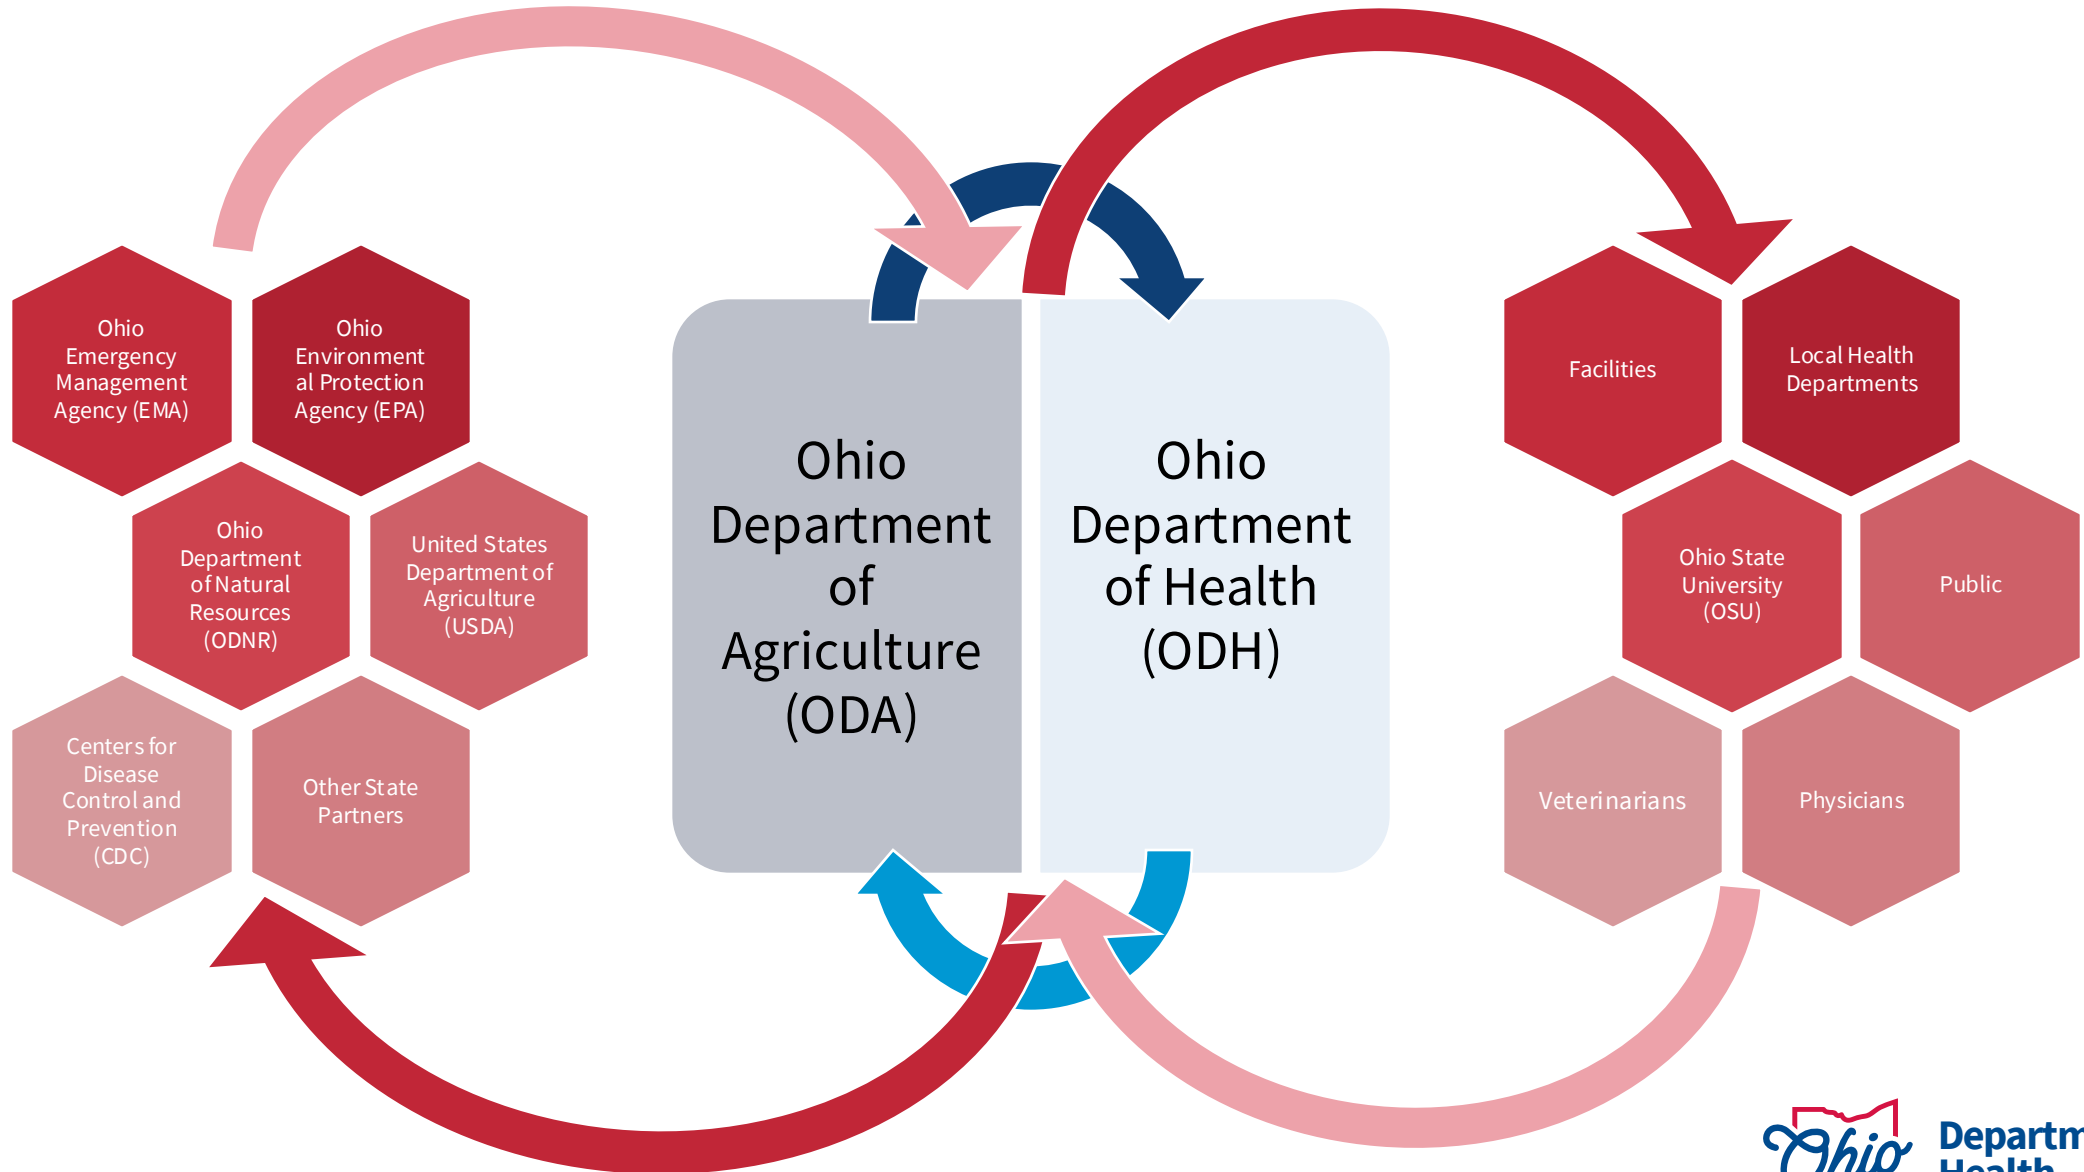 Ohio
Emergency
Management
Agency (EMA)
Ohio
Environment
al Protection
Agency (EPA)
Ohio
Department
of Natural
Resources
(ODNR)
United States
Department of
Agriculture
(USDA)
Centers for
Disease
Control and
Prevention
(CDC)
Other State
Partners
Ohio
Department
of
Agriculture
(ODA)
Ohio
Department
of Health
(ODH)
Facilities
Local Health
Departments
Ohio State
University
(OSU)
Public
Veterinarians
Physicians
Ohio
Departm
Health